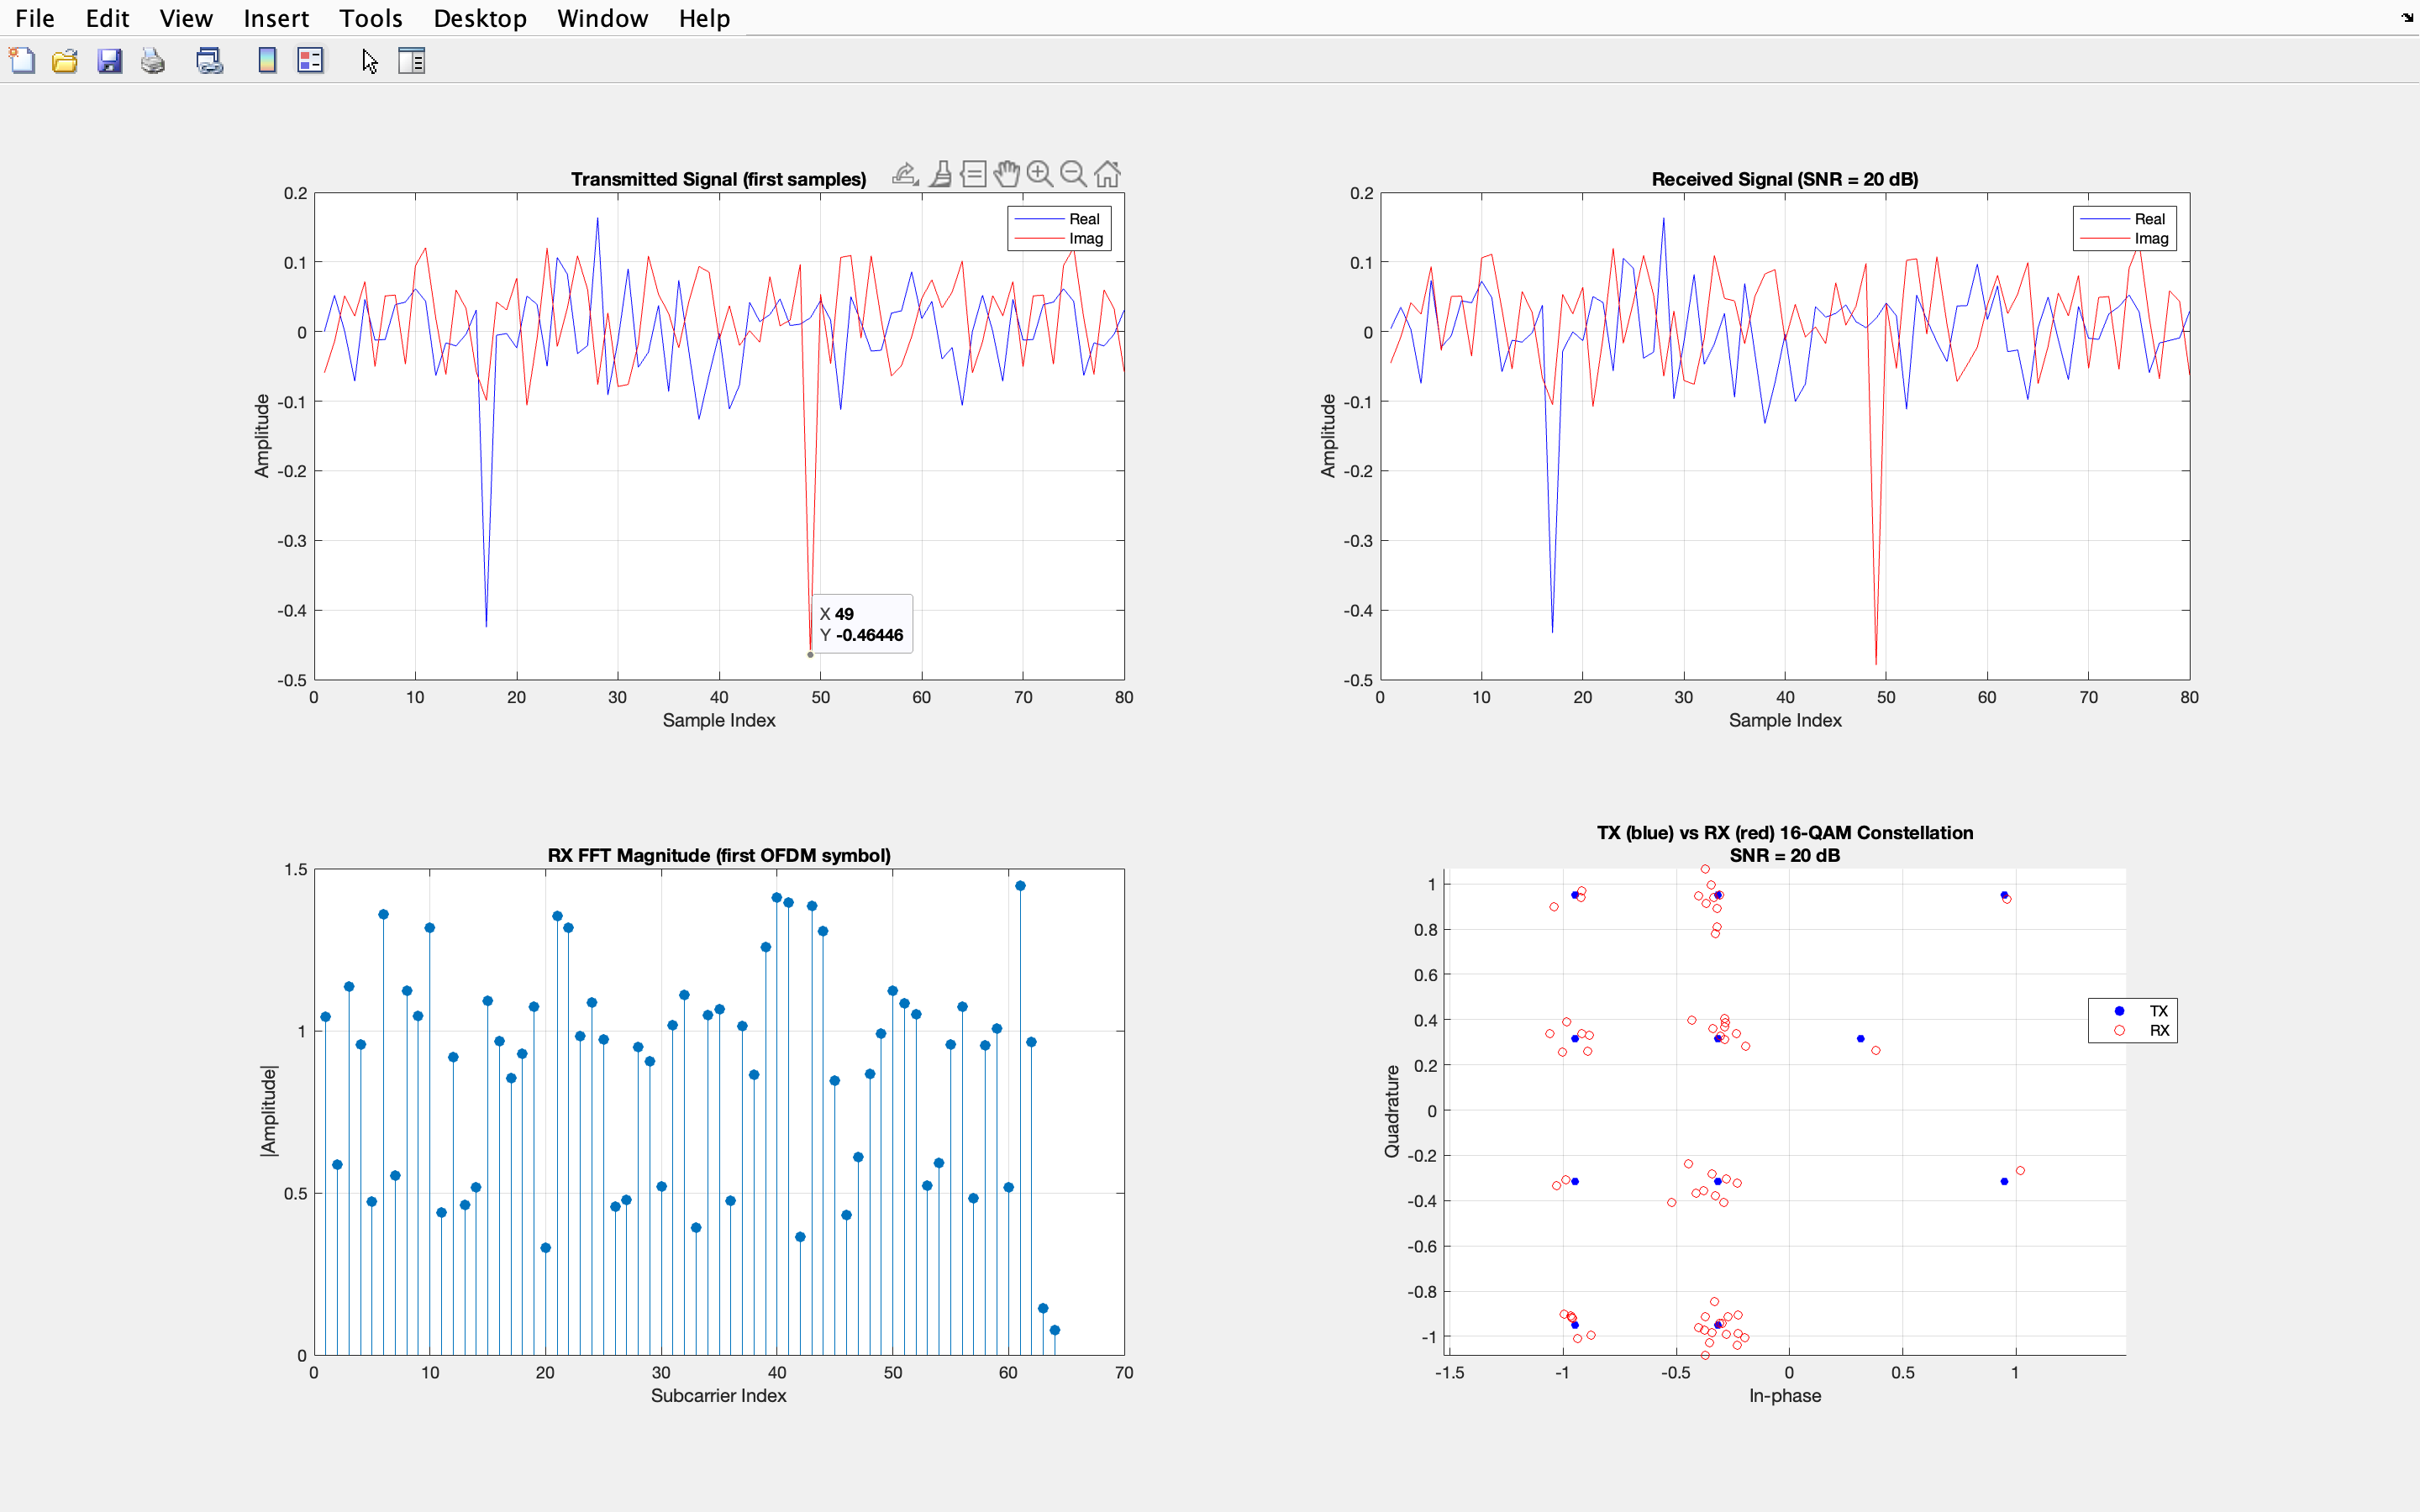 File Edit View Insert Tools Desktop Window Help
Transmitted Signal (first samples)
Real
Imag
0.2
0.1
0
-0.1
-0.2
-0.3
-0.4
-0.5
Amplitude
X 49
Y -0.46446
0 10 20 30 40 50 60 70 80
Sample Index
Received Signal (SNR = 20 dB)
Real
Imag
0.2
0.1
0
-0.1
-0.2
-0.3
-0.4
-0.5
Amplitude
0 10 20 30 40 50 60 70 80
Sample Index
RX FFT Magnitude (first OFDM symbol)
1.5
1
0.5
0
|Amplitude|
0 10 20 30 40 50 60 70
Subcarrier Index
TX (blue) vs RX (red) 16-QAM Constellation
SNR = 20 dB
1
0.8
0.6
0.4
0.2
0
-0.2
-0.4
-0.6
-0.8
-1
Quadrature
TX
RX
-1.5 -1 -0.5 0 0.5 1
In-phase